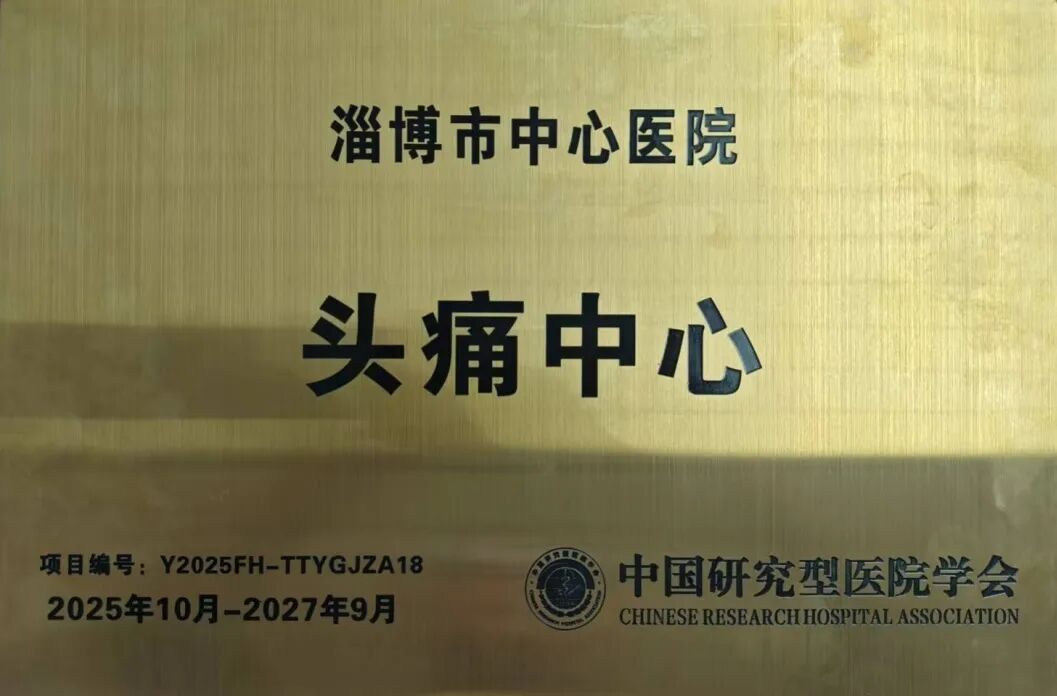 淄博市中心医院
头痛中心
项目编号：Y2025FH-TTYGJZA18
2025年10月-2027年9月
中国研究型医院学会
CHINESE RESEARCH HOSPITAL ASSOCIATION